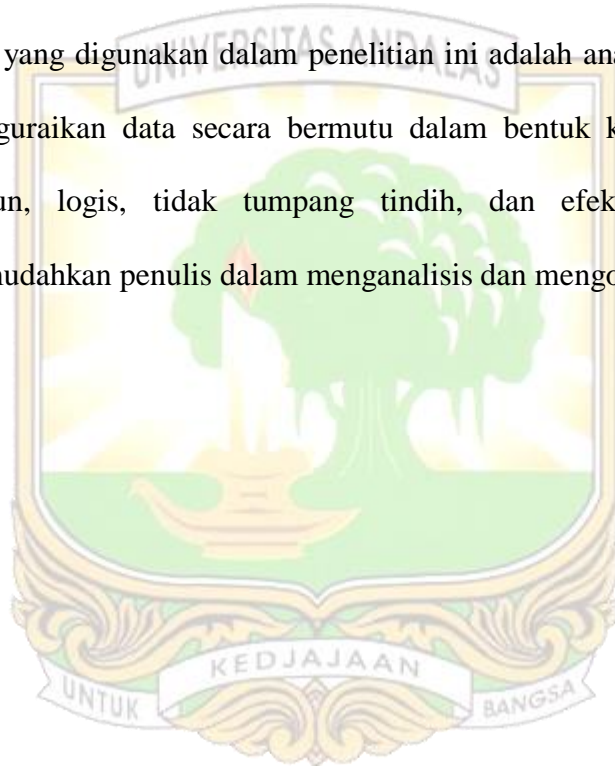 UNIVERSITAS ANDALAS
yang digunakan dalam penelitian ini adalah ana
guraikan data secara bermutu dalam bentuk k
un, logis, tidak tumpang tindih, dan efek
nudahkan penulis dalam menganalisis dan mengo
KEDJAJAAN
UNTUK BANGSA